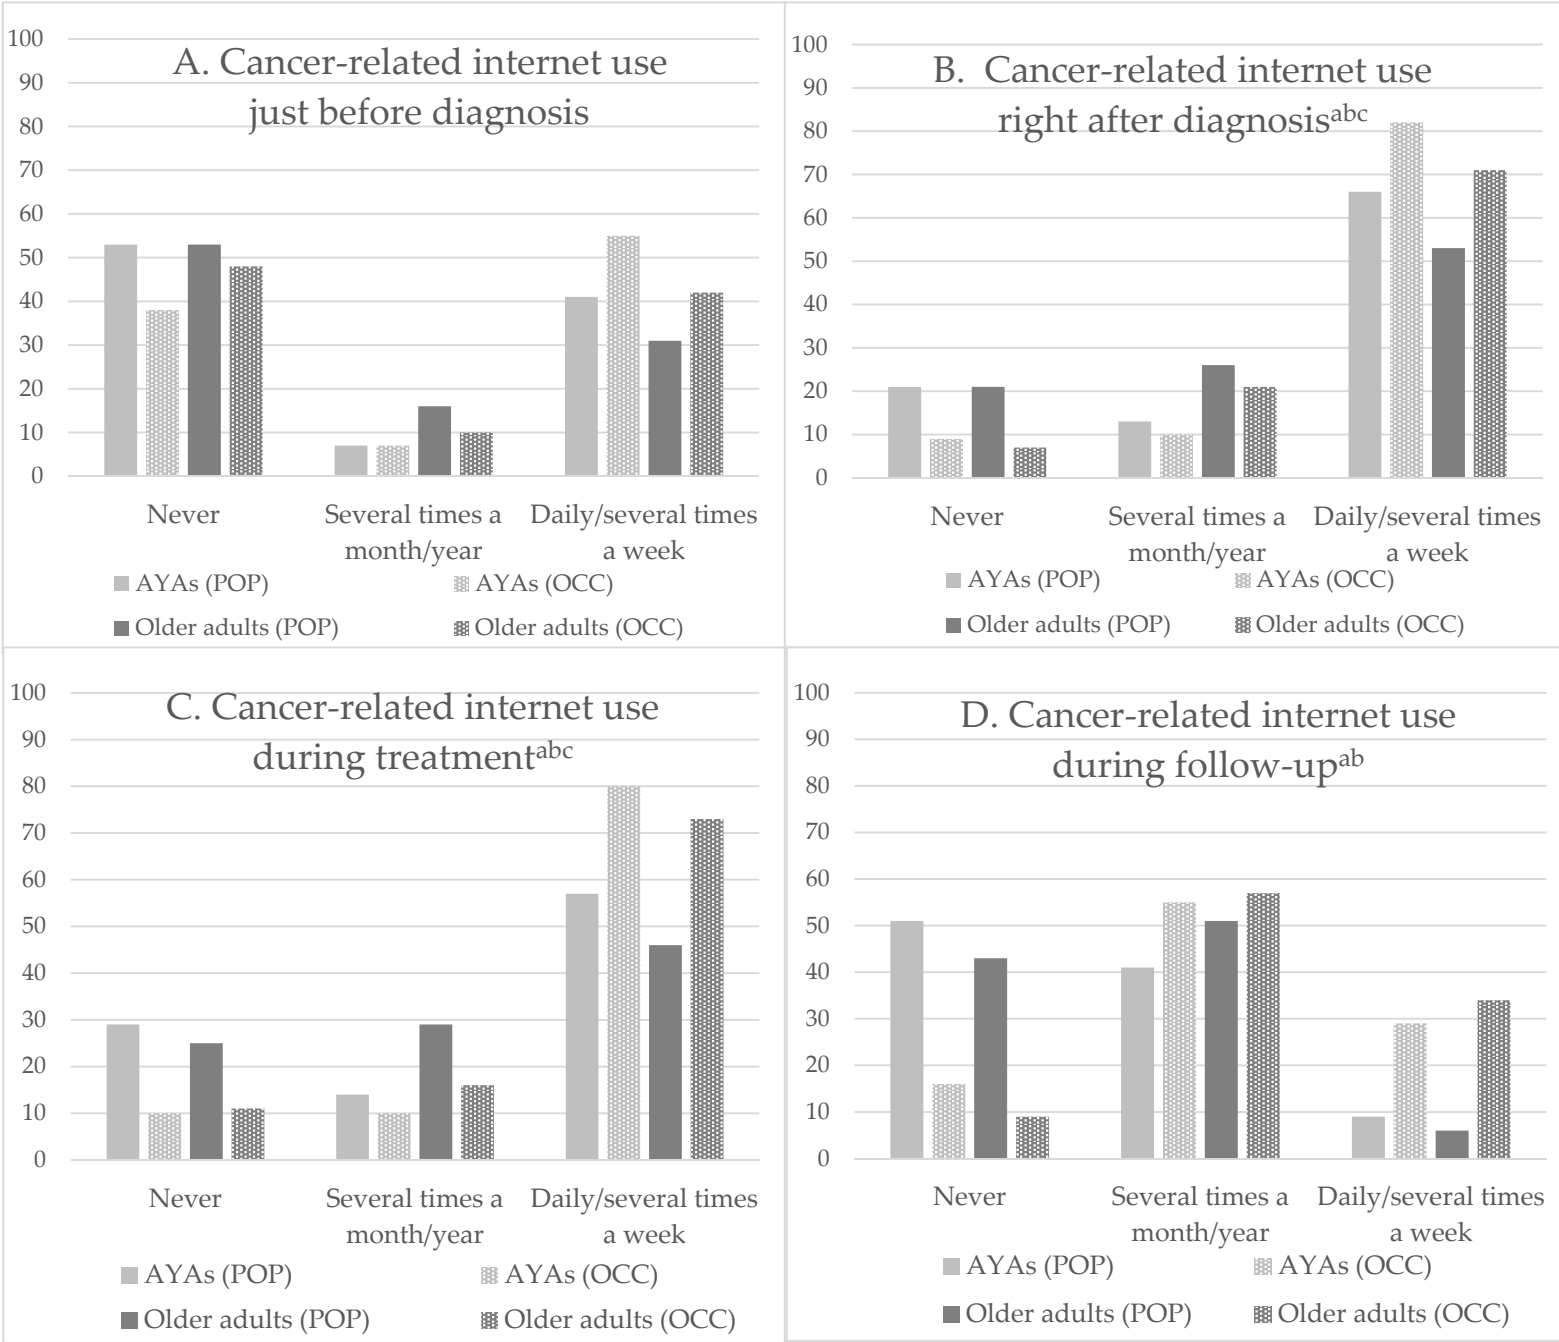 A. Cancer-related internet use
just before diagnosis
100
90
80
70
60
50
40
30
20
10
0
Never
Several times a
month/year
Daily/several times
a week
AYAs (POP)
AYAs (OCC)
Older adults (POP)
Older adults (OCC)
B. Cancer-related internet use
right after diagnosisᵃᵇᶜ
100
90
80
70
60
50
40
30
20
10
0
Never
Several times a
month/year
Daily/several times
a week
AYAs (POP)
AYAs (OCC)
Older adults (POP)
Older adults (OCC)
C. Cancer-related internet use
during treatmentᵃᵇᶜ
100
90
80
70
60
50
40
30
20
10
0
Never
Several times a
month/year
Daily/several times
a week
AYAs (POP)
AYAs (OCC)
Older adults (POP)
Older adults (OCC)
D. Cancer-related internet use
during follow-upᵃᵇ
100
90
80
70
60
50
40
30
20
10
0
Never
Several times a
month/year
Daily/several times
a week
AYAs (POP)
AYAs (OCC)
Older adults (POP)
Older adults (OCC)